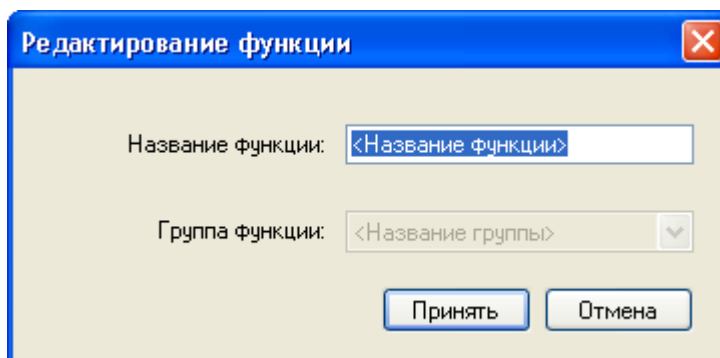 Редактирование функции
Название функции: <Название функции>
Группа функции: <Название группы>
Принять Отмена